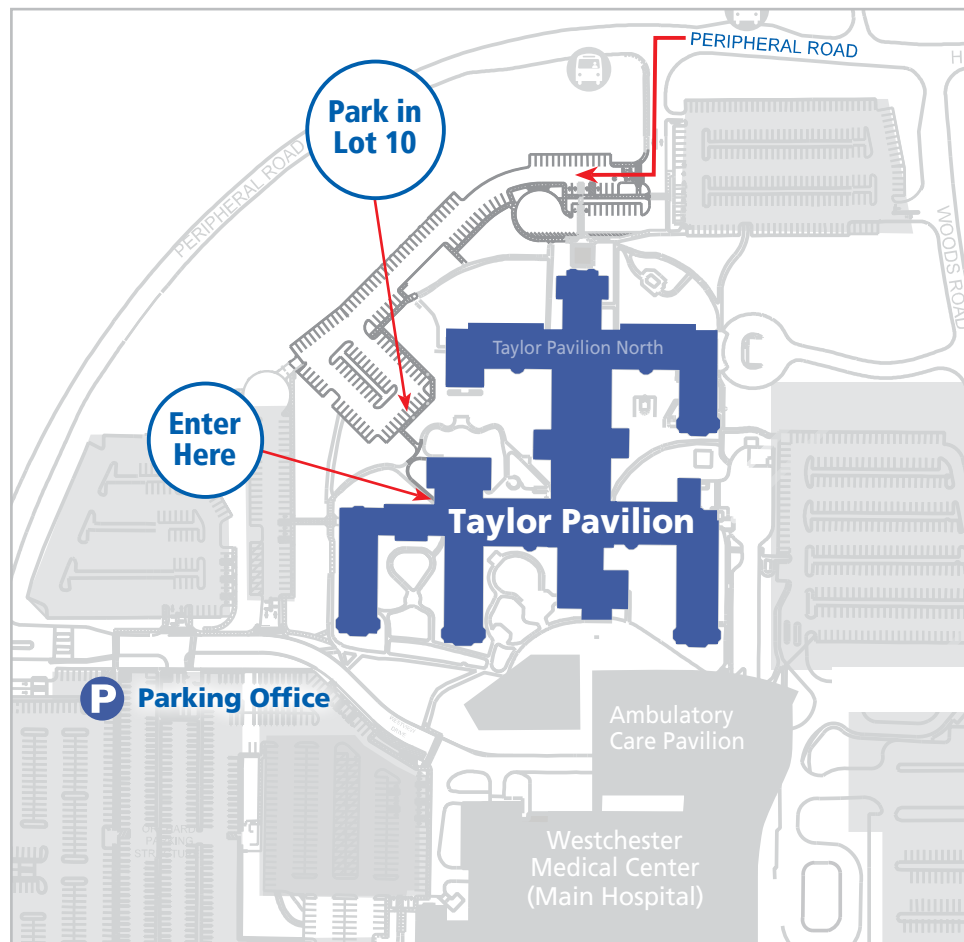 PERIPHERAL ROAD
H
Park in
Lot 10
PERIPHERAL ROAD
WOODS ROAD
Taylor Pavilion North
Enter
Here
Taylor Pavilion
P Parking Office
Ambulatory
Care Pavilion
PARKING
Westchester
Medical Center
(Main Hospital)